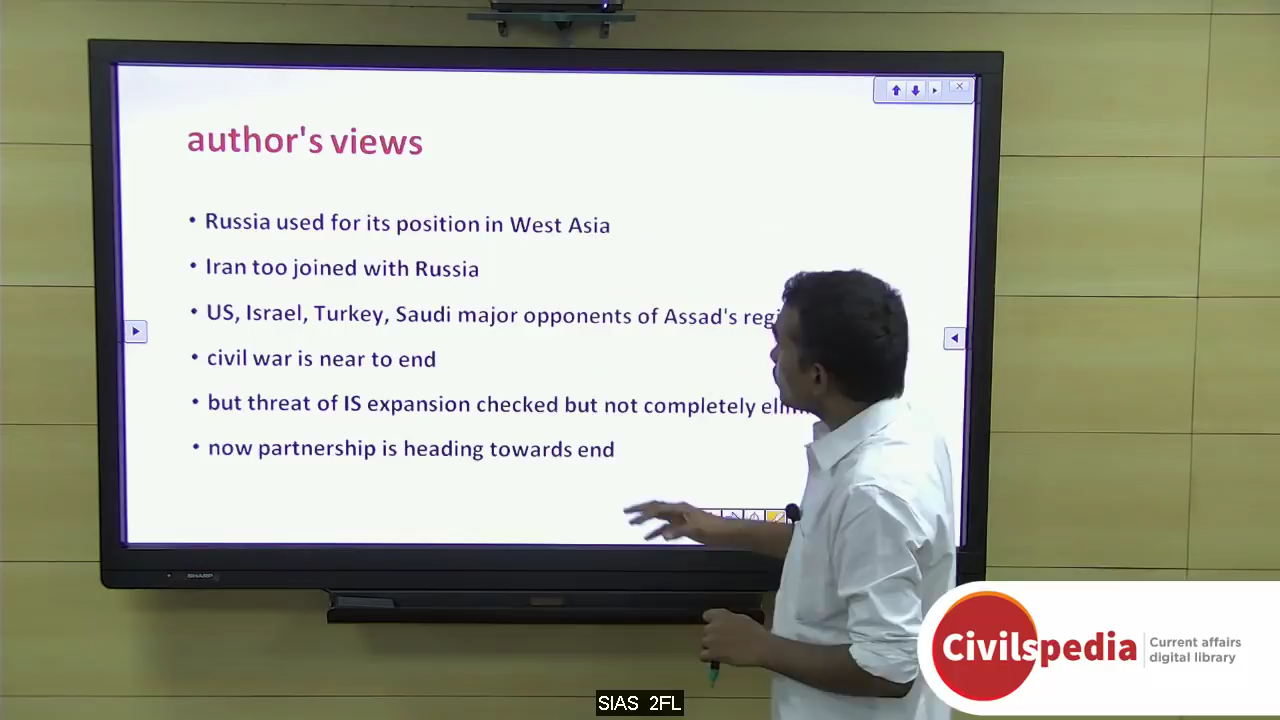 author's views
• Russia used for its position in West Asia
• Iran too joined with Russia
• US, Israel, Turkey, Saudi major opponents of Assad's
• civil war is near to end
• but threat of IS expansion checked but not completely
• now partnership is heading towards end
SHARP
Civilspedia
Current affairs
digital library
SIAS 2FL